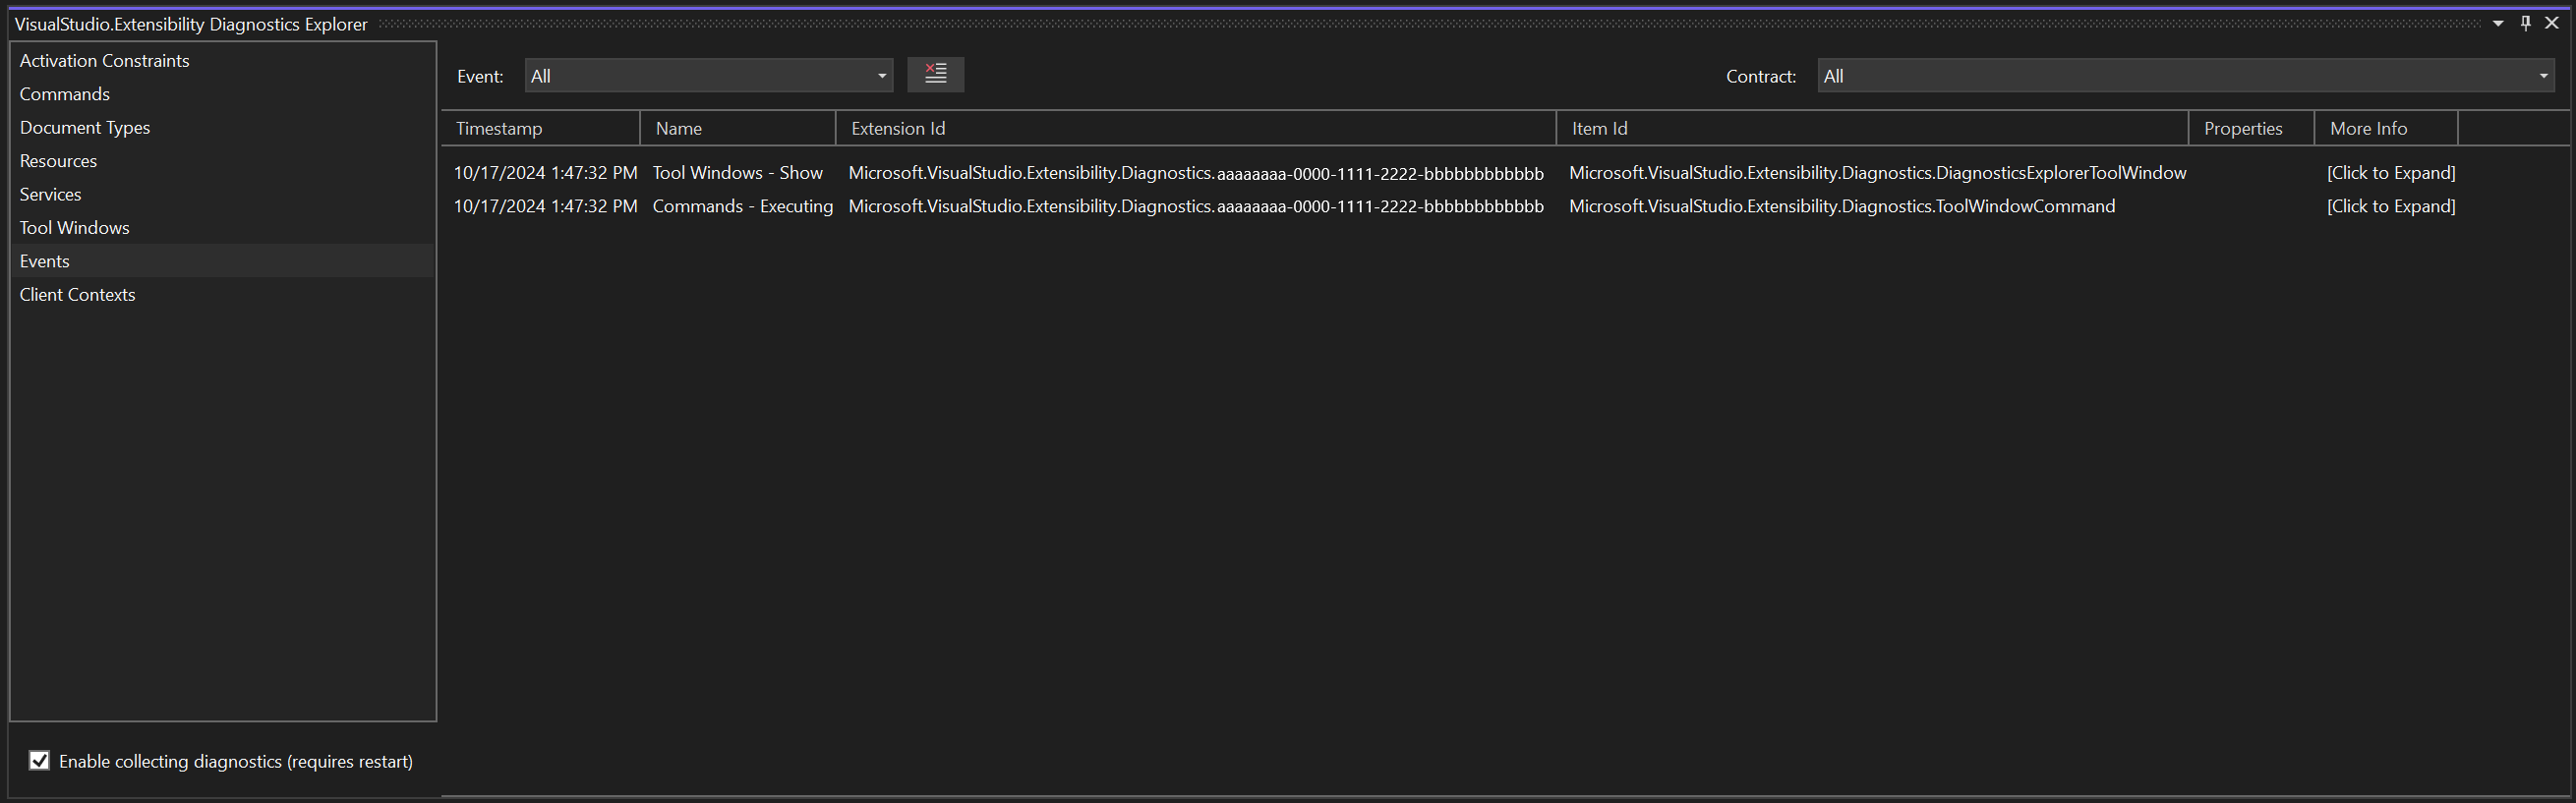 VisualStudio.Extensibility Diagnostics Explorer
Activation Constraints
Commands
Document Types
Resources
Services
Tool Windows
Events
Client Contexts
Enable collecting diagnostics (requires restart)
Event: All Contract: All
Timestamp Name Extension Id Item Id Properties More Info
10/17/2024 1:47:32 PM Tool Windows - Show Microsoft.VisualStudio.Extensibility.Diagnostics.aaaaaaaa-0000-1111-2222-bbbbbbbbbbbb Microsoft.VisualStudio.Extensibility.Diagnostics.DiagnosticsExplorerToolWindow [Click to Expand]
10/17/2024 1:47:32 PM Commands - Executing Microsoft.VisualStudio.Extensibility.Diagnostics.aaaaaaaa-0000-1111-2222-bbbbbbbbbbbb Microsoft.VisualStudio.Extensibility.Diagnostics.ToolWindowCommand [Click to Expand]